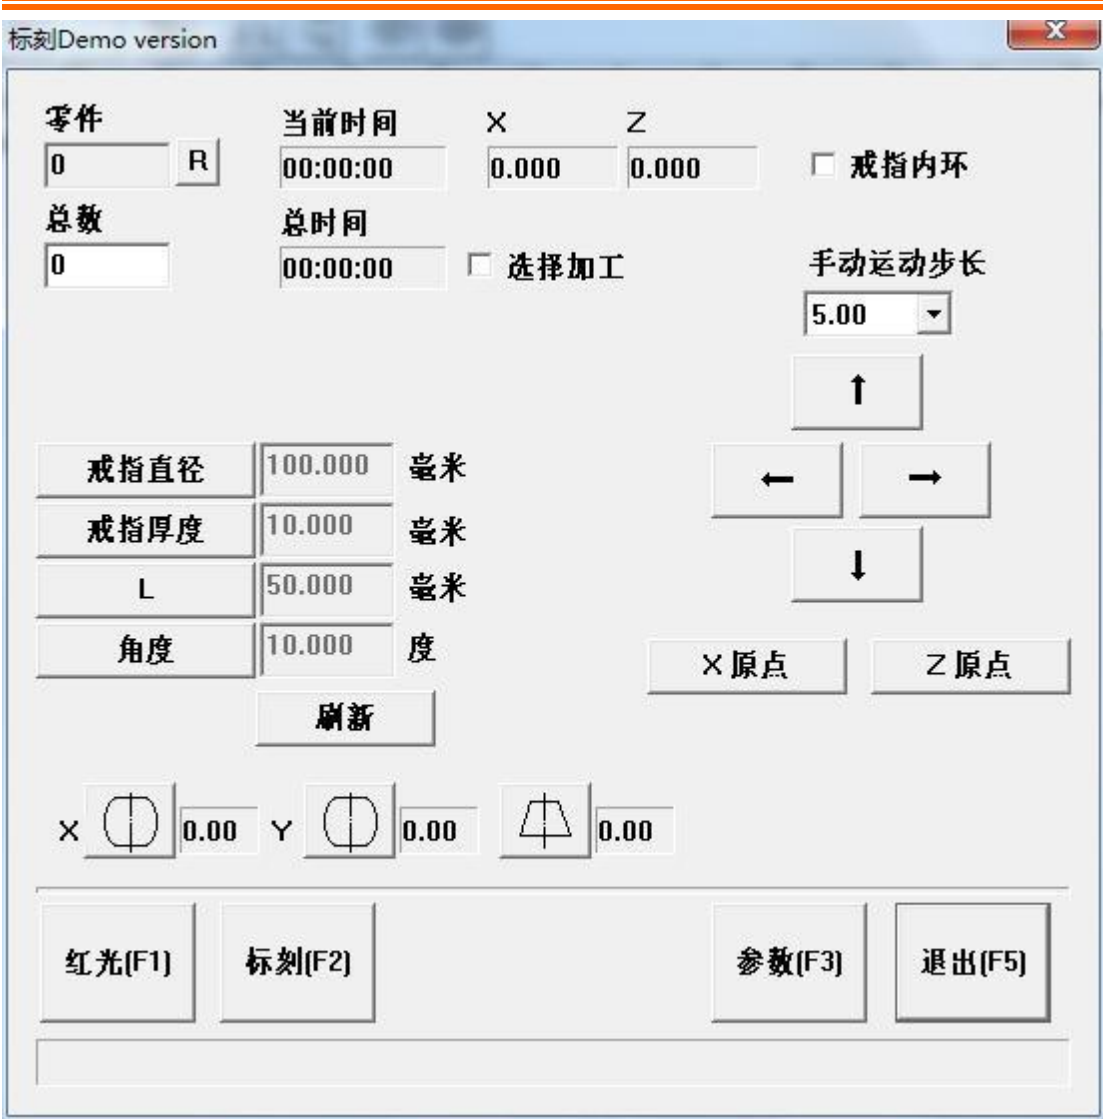 标刻Demo version
零件 当前时间 X Z
0 R 00:00:00 0.000 0.000 戒指内环
总数 总时间
0 00:00:00 选择加工 手动运动步长
5.00
↑
戒指直径 100.000 毫米 ← →
戒指厚度 10.000 毫米
↓
L 50.000 毫米
角度 10.000 度 X原点 Z原点
刷新
X 0.00 Y 0.00 0.00
红光(F1) 标刻(F2) 参数(F3) 退出(F5)